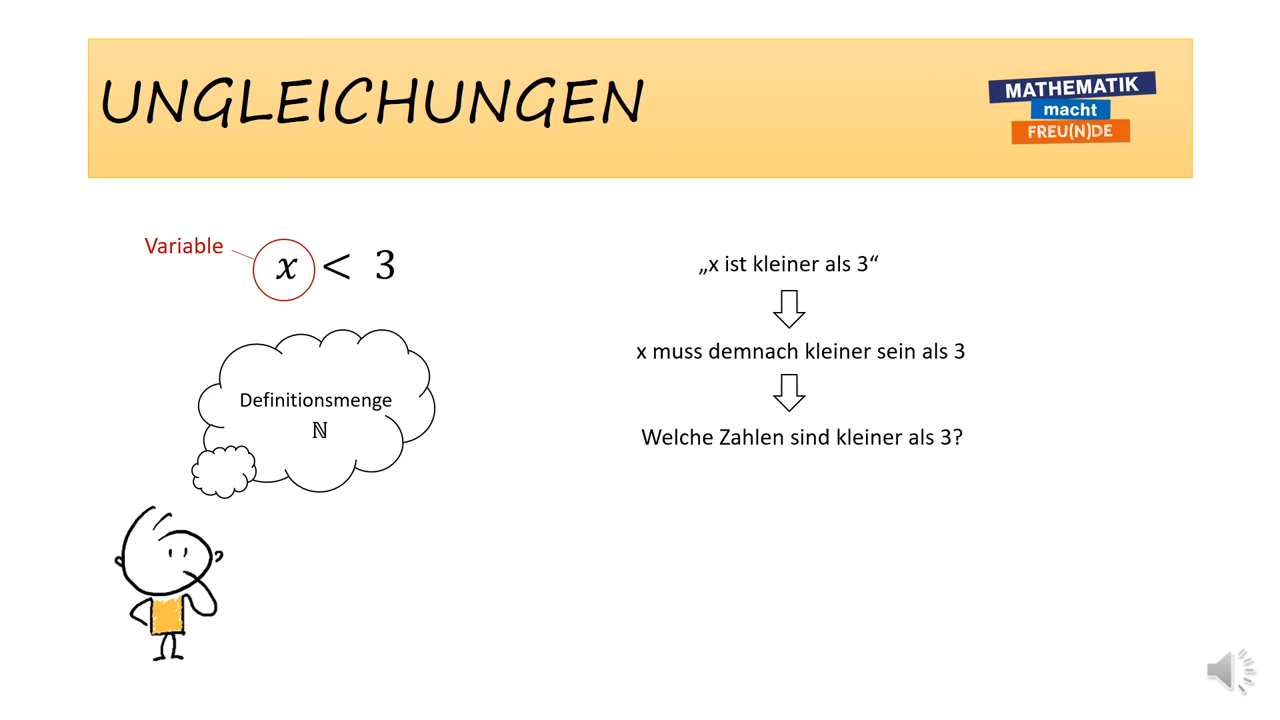 UNGLEICHUNGEN
MATHEMATIK
macht
FREU(N)DE
Variable
x < 3
„x ist kleiner als 3“
x muss demnach kleiner sein als 3
Definitionsmenge
ℕ
Welche Zahlen sind kleiner als 3?